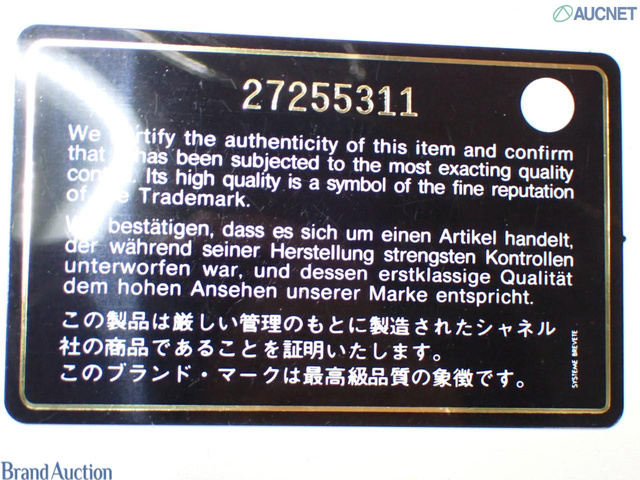 AUCNET
27255311
We certify the authenticity of this item and confirm
that it has been subjected to the most exacting quality
control. Its high quality is a symbol of the fine reputation
of the Trademark.
Wir bestätigen, dass es sich um einen Artikel handelt,
der während seiner Herstellung strengsten Kontrollen
unterworfen war, und dessen erstklassige Qualität
dem hohen Ansehen unserer Marke entspricht.
この製品は厳しい管理のもとに製造されたシャネル
社の商品であることを証明いたします。
このブランド・マークは最高級品質の象徴です。
SYSTEME BREVETE
Brand Auction